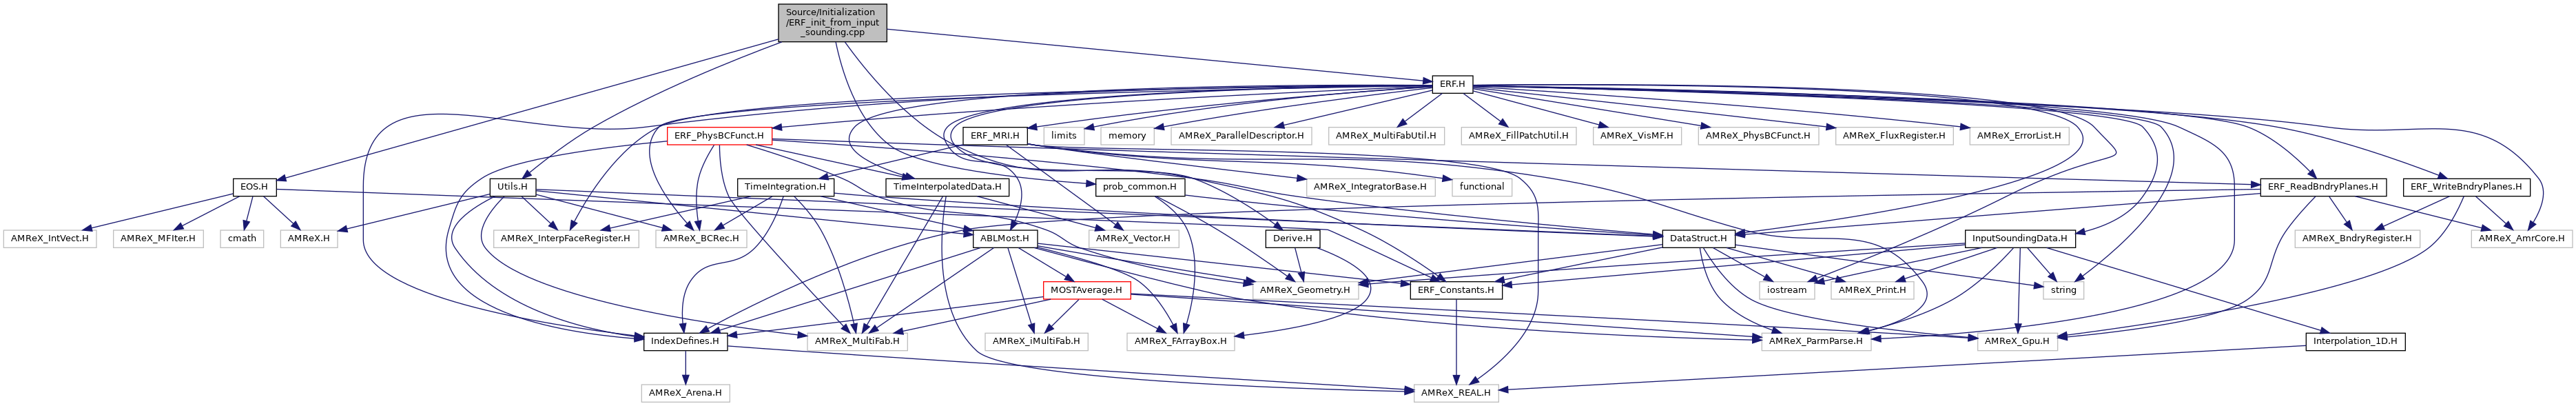 Source/Initialization
/ERF_init_from_input
_sounding.cpp
ERF.H
ERF_PhysBCFunct.H
ERF_MRI.H
limits
memory
AMReX_ParallelDescriptor.H
AMReX_MultiFabUtil.H
AMReX_FillPatchUtil.H
AMReX_VisMF.H
AMReX_PhysBCFunct.H
AMReX_FluxRegister.H
AMReX_ErrorList.H
EOS.H
Utils.H
TimeIntegration.H
TimeInterpolatedData.H
prob_common.H
AMReX_IntegratorBase.H
functional
ERF_ReadBndryPlanes.H
ERF_WriteBndryPlanes.H
AMReX_IntVect.H
AMReX_MFIter.H
cmath
AMReX.H
AMReX_InterpFaceRegister.H
AMReX_BCRec.H
ABLMost.H
AMReX_Vector.H
Derive.H
DataStruct.H
InputSoundingData.H
AMReX_BndryRegister.H
AMReX_AmrCore.H
MOSTAverage.H
AMReX_Geometry.H
ERF_Constants.H
iostream
AMReX_Print.H
string
IndexDefines.H
AMReX_MultiFab.H
AMReX_iMultiFab.H
AMReX_FArrayBox.H
AMReX_ParmParse.H
AMReX_Gpu.H
Interpolation_1D.H
AMReX_Arena.H
AMReX_REAL.H